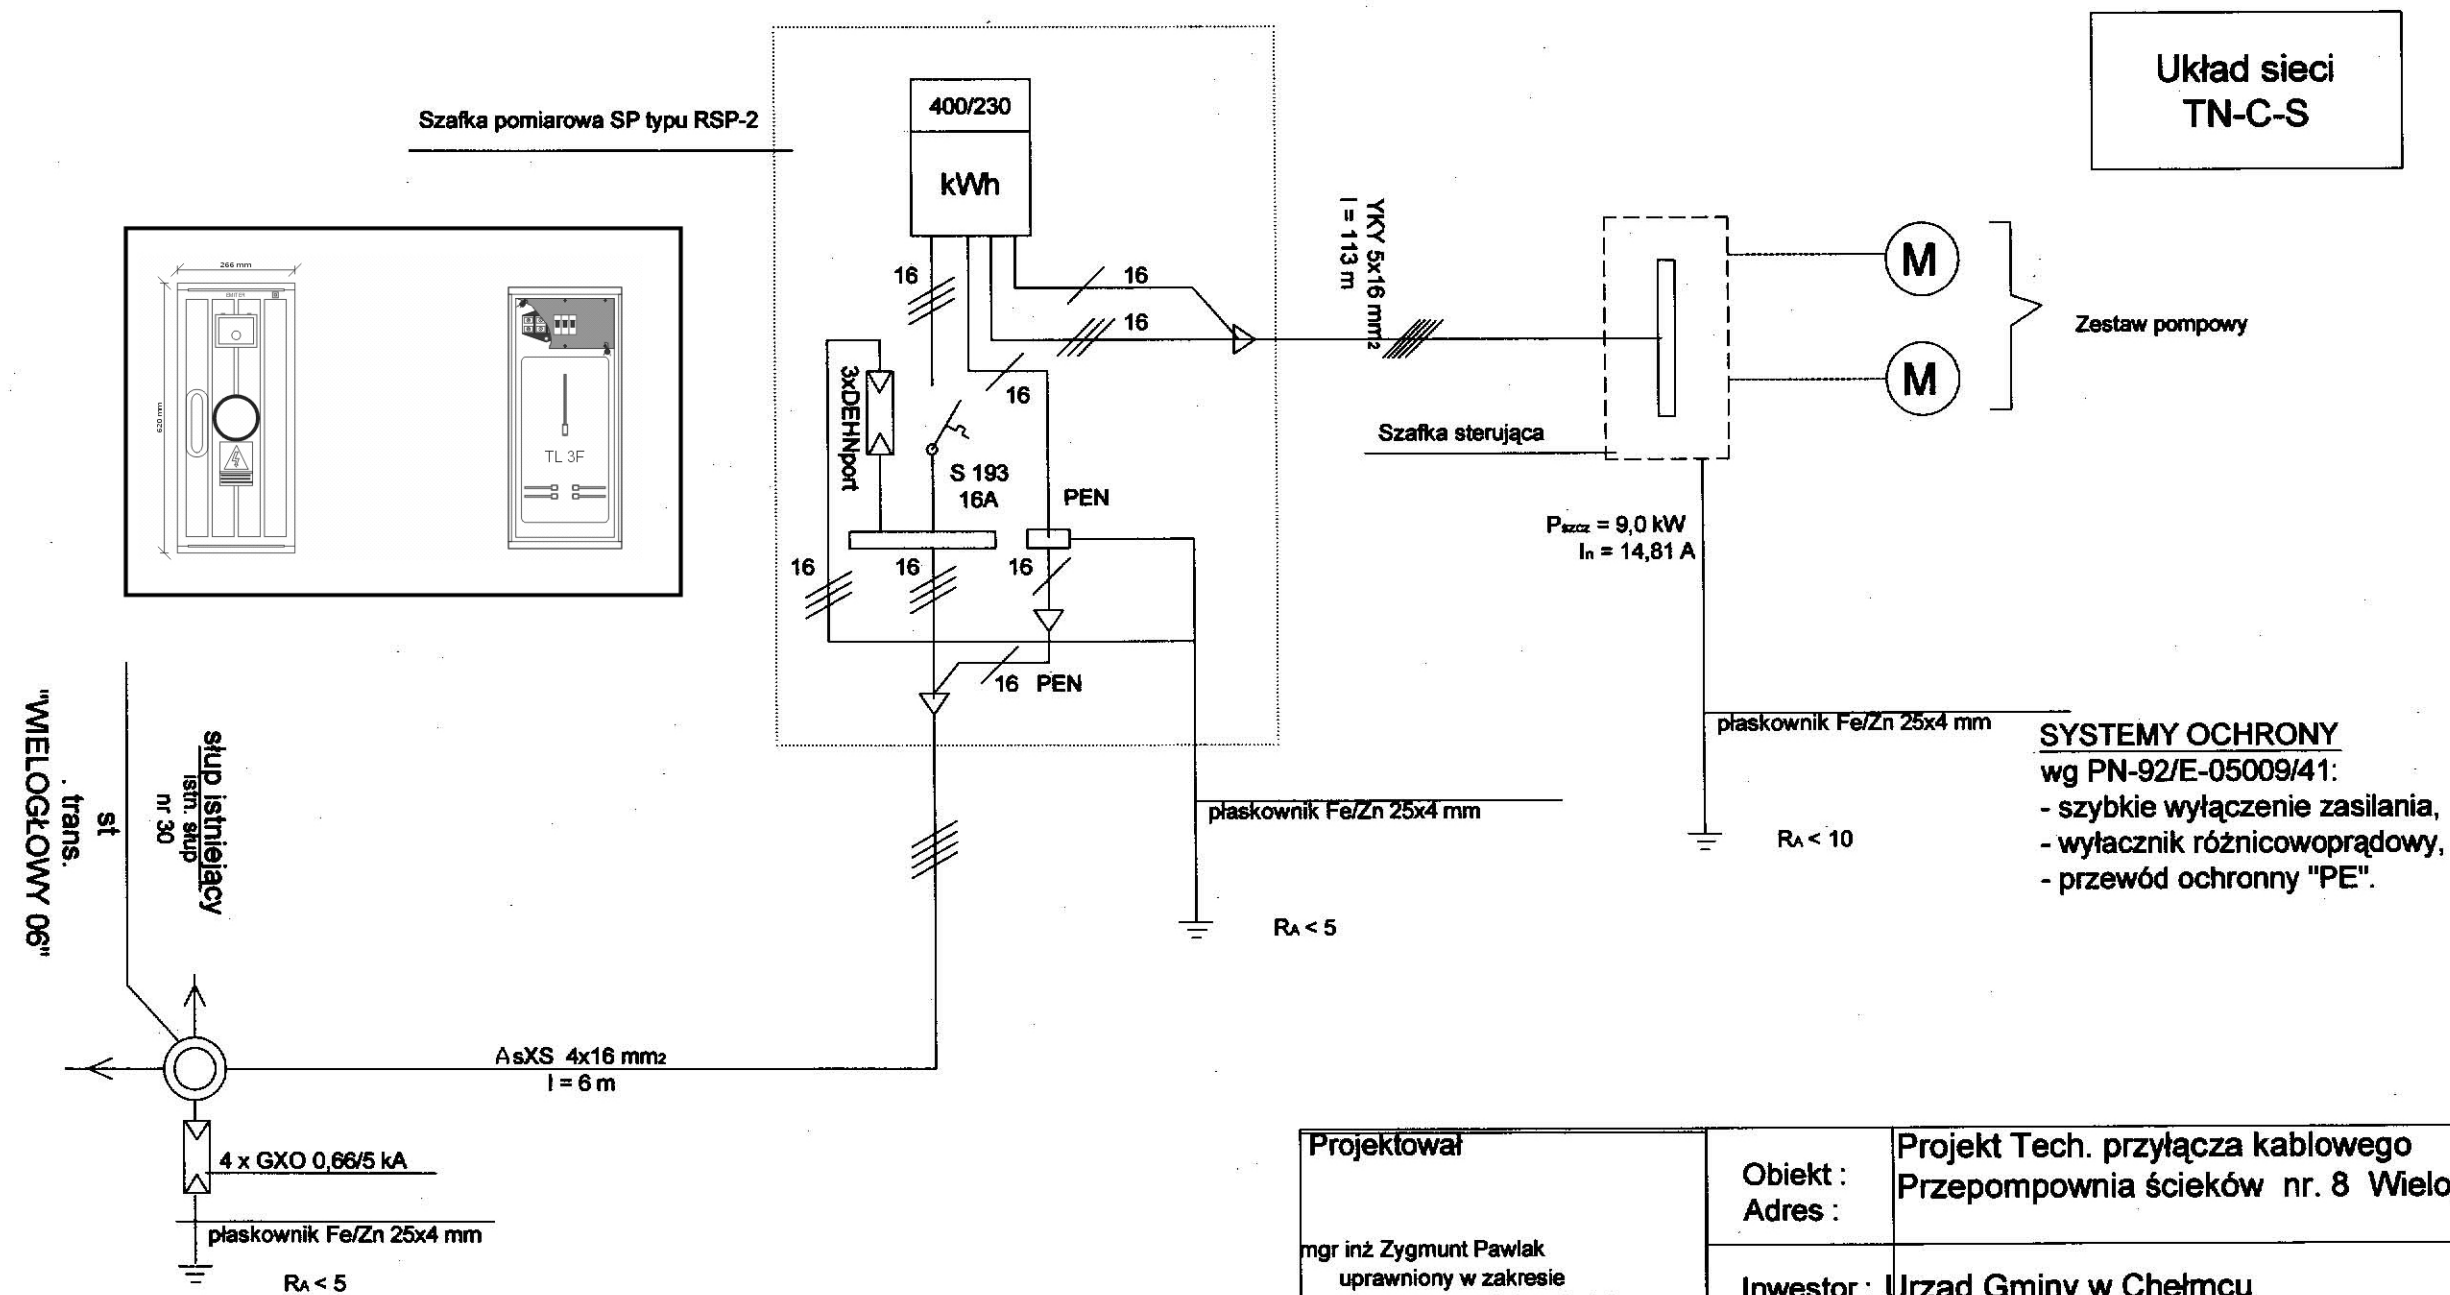 Układ sieci
TN-C-S
400/230
kWh
Szafka pomiarowa SP typu RSP-2
266 mm
EMITER
620 mm
TL 3F
16
16
16
16
YKY 5x16 mm2
l = 113 m
M
M
Zestaw pompowy
3xDEHNport
S 193
16A
PEN
Szafka sterująca
Pszcz = 9,0 kW
In = 14,81 A
16
16
16
16 PEN
płaskownik Fe/Zn 25x4 mm
RA < 10
płaskownik Fe/Zn 25x4 mm
RA < 5
SYSTEMY OCHRONY
wg PN-92/E-05009/41:
- szybkie wyłączenie zasilania,
- wyłacznik różnicowoprądowy,
- przewód ochronny "PE".
słup istniejący
istn. słup
nr 30
st
. trans.
"WIELOGŁOWY 06"
AsXS 4x16 mm2
l = 6 m
4 x GXO 0,66/5 kA
płaskownik Fe/Zn 25x4 mm
RA < 5
Projektował
mgr inż Zygmunt Pawlak
uprawniony w zakresie
Obiekt :
Adres :
Projekt Tech. przyłącza kablowego
Przepompownia ścieków nr. 8 Wielo
Inwestor : Urząd Gminy w Chełmcu